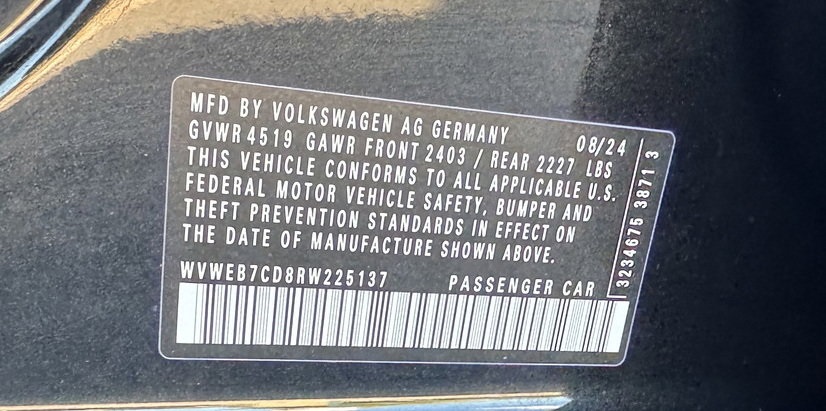 MFD BY VOLKSWAGEN AG GERMANY 08/24
GVWR 4519 GAWR FRONT 2403 / REAR 2227 LBS
THIS VEHICLE CONFORMS TO ALL APPLICABLE U.S.
FEDERAL MOTOR VEHICLE SAFETY, BUMPER AND
THEFT PREVENTION STANDARDS IN EFFECT ON
THE DATE OF MANUFACTURE SHOWN ABOVE.
WVWEB7CD8RW225137 PASSENGER CAR
3234675 3871 3